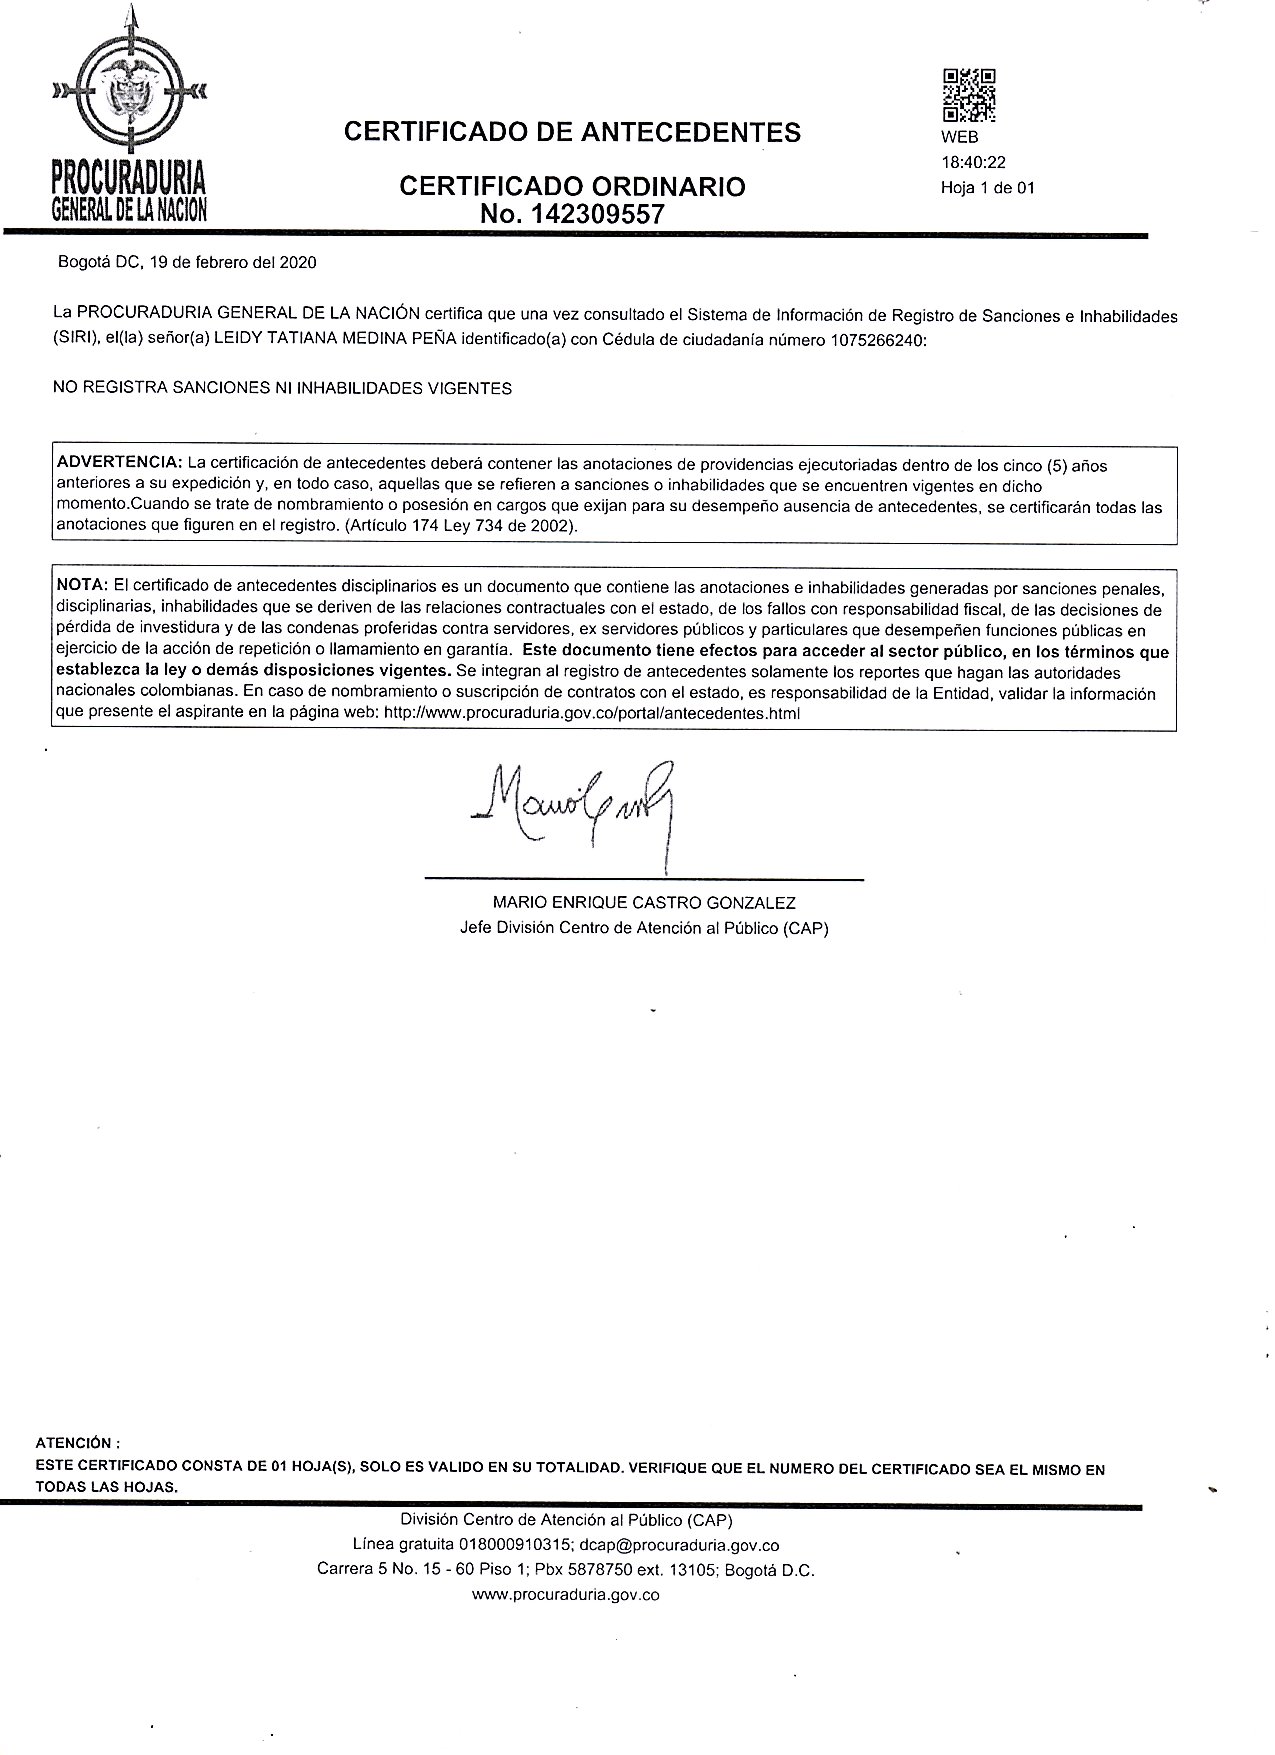 PROCURADURIA
GENERAL DE LA NACION
CERTIFICADO DE ANTECEDENTES
CERTIFICADO ORDINARIO
No. 142309557
WEB
18:40:22
Hoja 1 de 01
Bogotá DC, 19 de febrero del 2020
La PROCURADURIA GENERAL DE LA NACIÓN certifica que una vez consultado el Sistema de Información de Registro de Sanciones e Inhabilidades
(SIRI), el(la) señor(a) LEIDY TATIANA MEDINA PEÑA identificado(a) con Cédula de ciudadanía número 1075266240:
NO REGISTRA SANCIONES NI INHABILIDADES VIGENTES
ADVERTENCIA: La certificación de antecedentes deberá contener las anotaciones de providencias ejecutoriadas dentro de los cinco (5) años
anteriores a su expedición y, en todo caso, aquellas que se refieren a sanciones o inhabilidades que se encuentren vigentes en dicho
momento.Cuando se trate de nombramiento o posesión en cargos que exijan para su desempeño ausencia de antecedentes, se certificarán todas las
anotaciones que figuren en el registro. (Artículo 174 Ley 734 de 2002).
NOTA: El certificado de antecedentes disciplinarios es un documento que contiene las anotaciones e inhabilidades generadas por sanciones penales,
disciplinarias, inhabilidades que se deriven de las relaciones contractuales con el estado, de los fallos con responsabilidad fiscal, de las decisiones de
pérdida de investidura y de las condenas proferidas contra servidores, ex servidores públicos y particulares que desempeñen funciones públicas en
ejercicio de la acción de repetición o llamamiento en garantía. Este documento tiene efectos para acceder al sector público, en los términos que
establezca la ley o demás disposiciones vigentes. Se integran al registro de antecedentes solamente los reportes que hagan las autoridades
nacionales colombianas. En caso de nombramiento o suscripción de contratos con el estado, es responsabilidad de la Entidad, validar la información
que presente el aspirante en la página web: http://www.procuraduria.gov.co/portal/antecedentes.html
MARIO ENRIQUE CASTRO GONZALEZ
Jefe División Centro de Atención al Público (CAP)
ATENCIÓN :
ESTE CERTIFICADO CONSTA DE 01 HOJA(S), SOLO ES VALIDO EN SU TOTALIDAD. VERIFIQUE QUE EL NUMERO DEL CERTIFICADO SEA EL MISMO EN
TODAS LAS HOJAS.
División Centro de Atención al Público (CAP)
Línea gratuita 018000910315; dcap@procuraduria.gov.co
Carrera 5 No. 15 - 60 Piso 1; Pbx 5878750 ext. 13105; Bogotá D.C.
www.procuraduria.gov.co